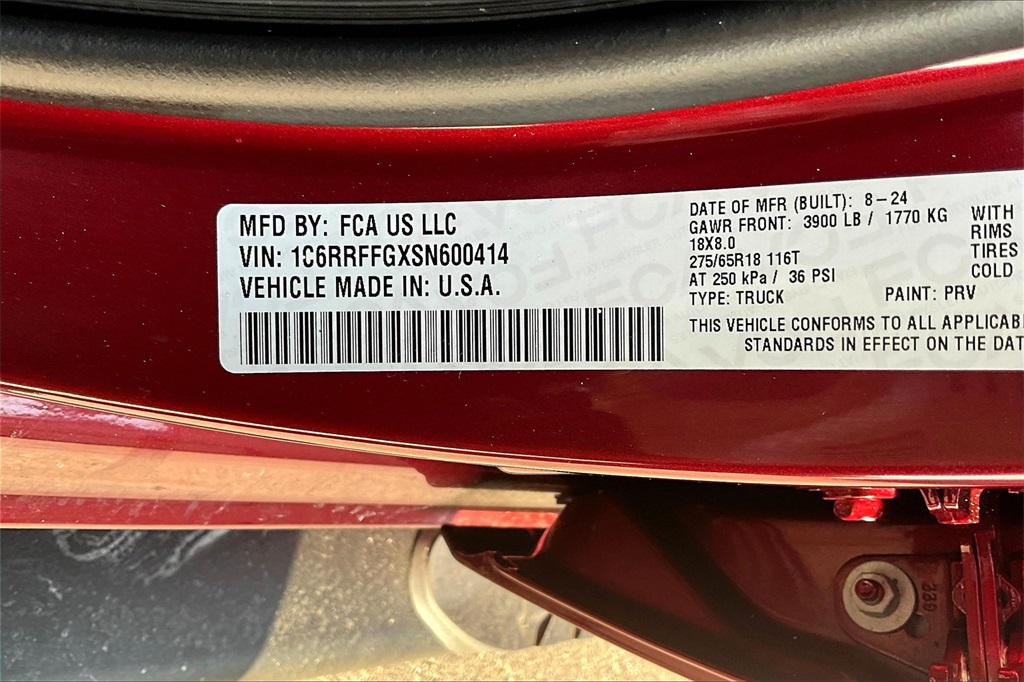 MFD BY: FCA US LLC
VIN: 1C6RRFFGXSN600414
VEHICLE MADE IN: U.S.A.
DATE OF MFR (BUILT): 8-24
GAWR FRONT: 3900 LB / 1770 KG WITH
18X8.0 RIMS
275/65R18 116T TIRES
AT 250 kPa / 36 PSI COLD
TYPE: TRUCK PAINT: PRV
THIS VEHICLE CONFORMS TO ALL APPLICABL
STANDARDS IN EFFECT ON THE DAT
339